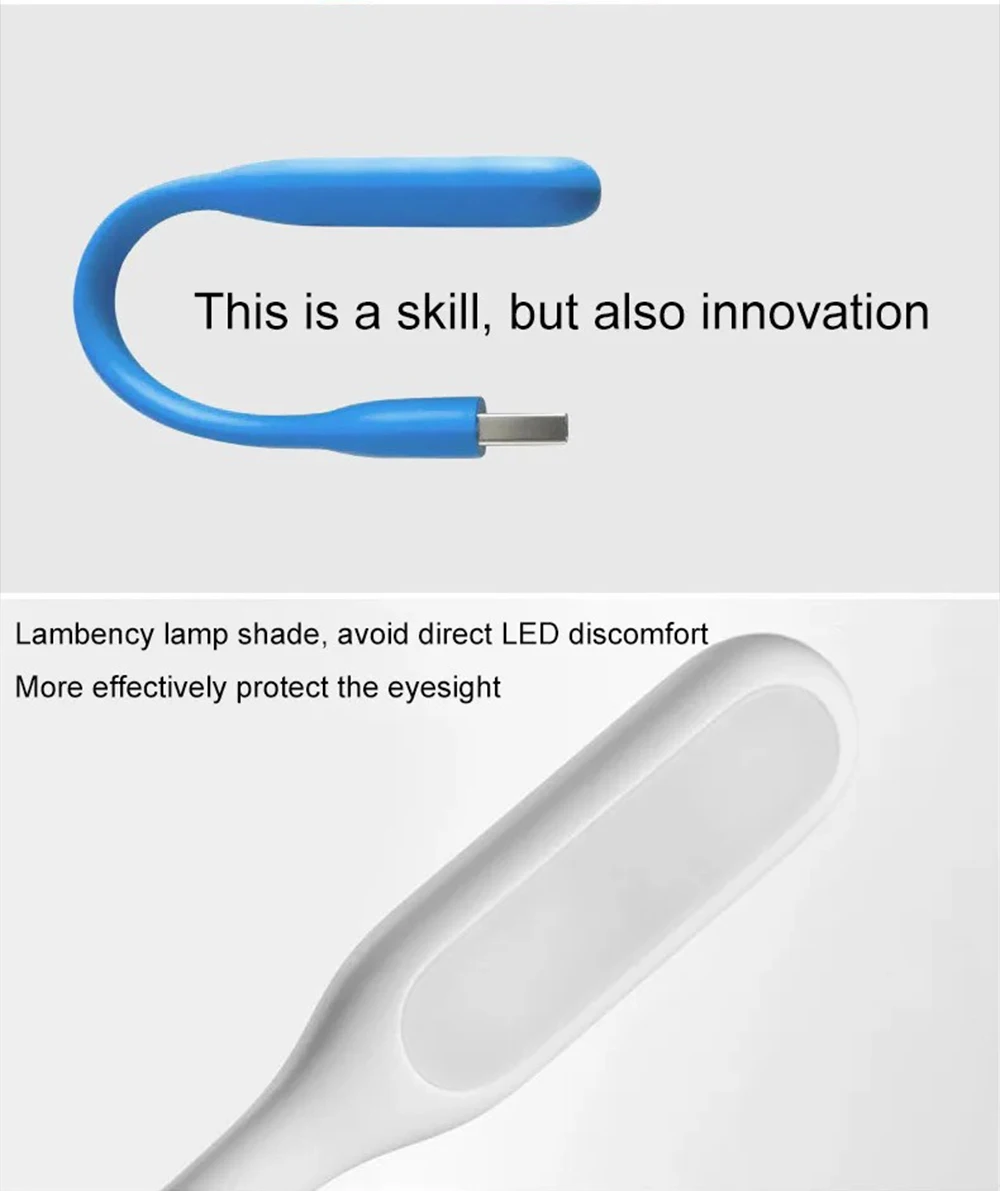 This is a skill, but also innovation
Lambency lamp shade, avoid direct LED discomfort
More effectively protect the eyesight